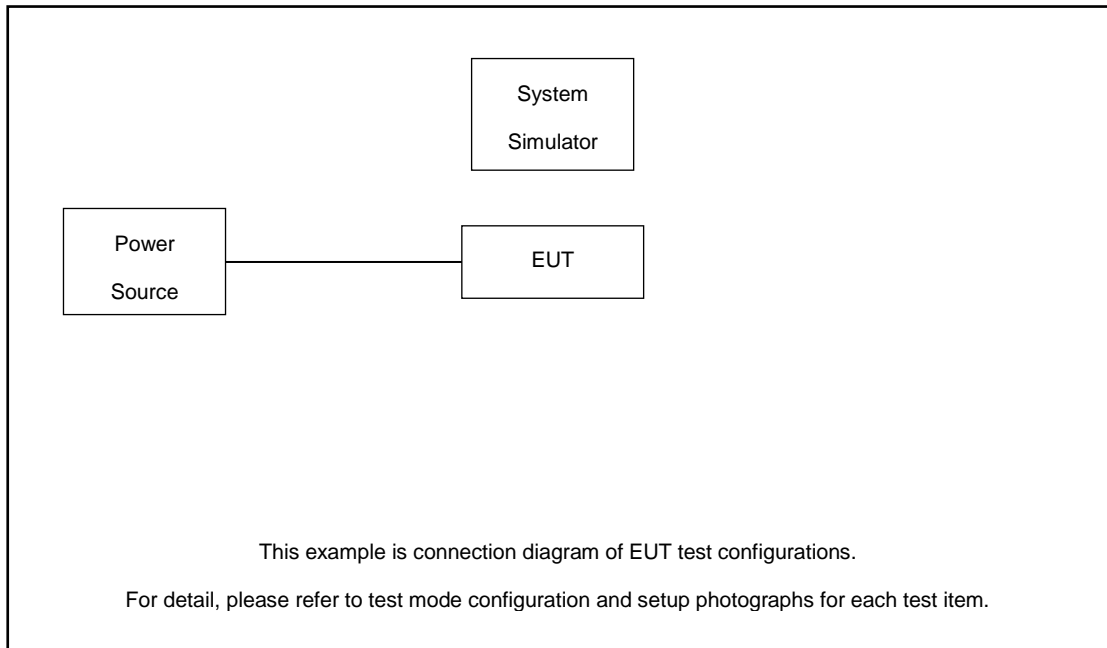 System
Simulator
Power
Source
EUT
This example is connection diagram of EUT test configurations.
For detail, please refer to test mode configuration and setup photographs for each test item.